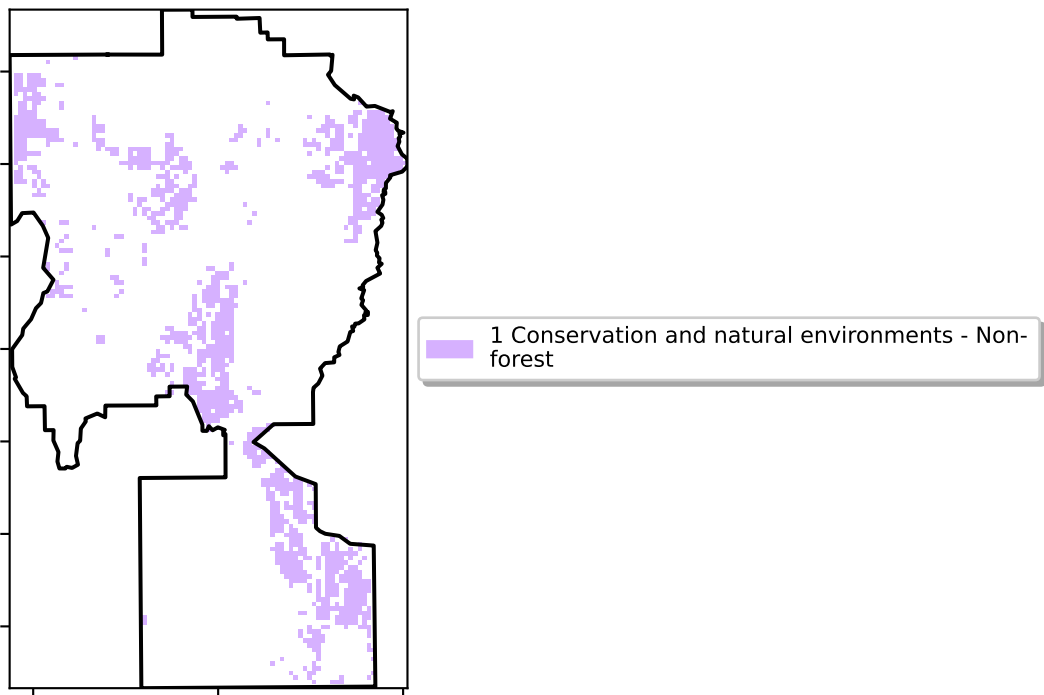 1 Conservation and natural environments - Non-
forest